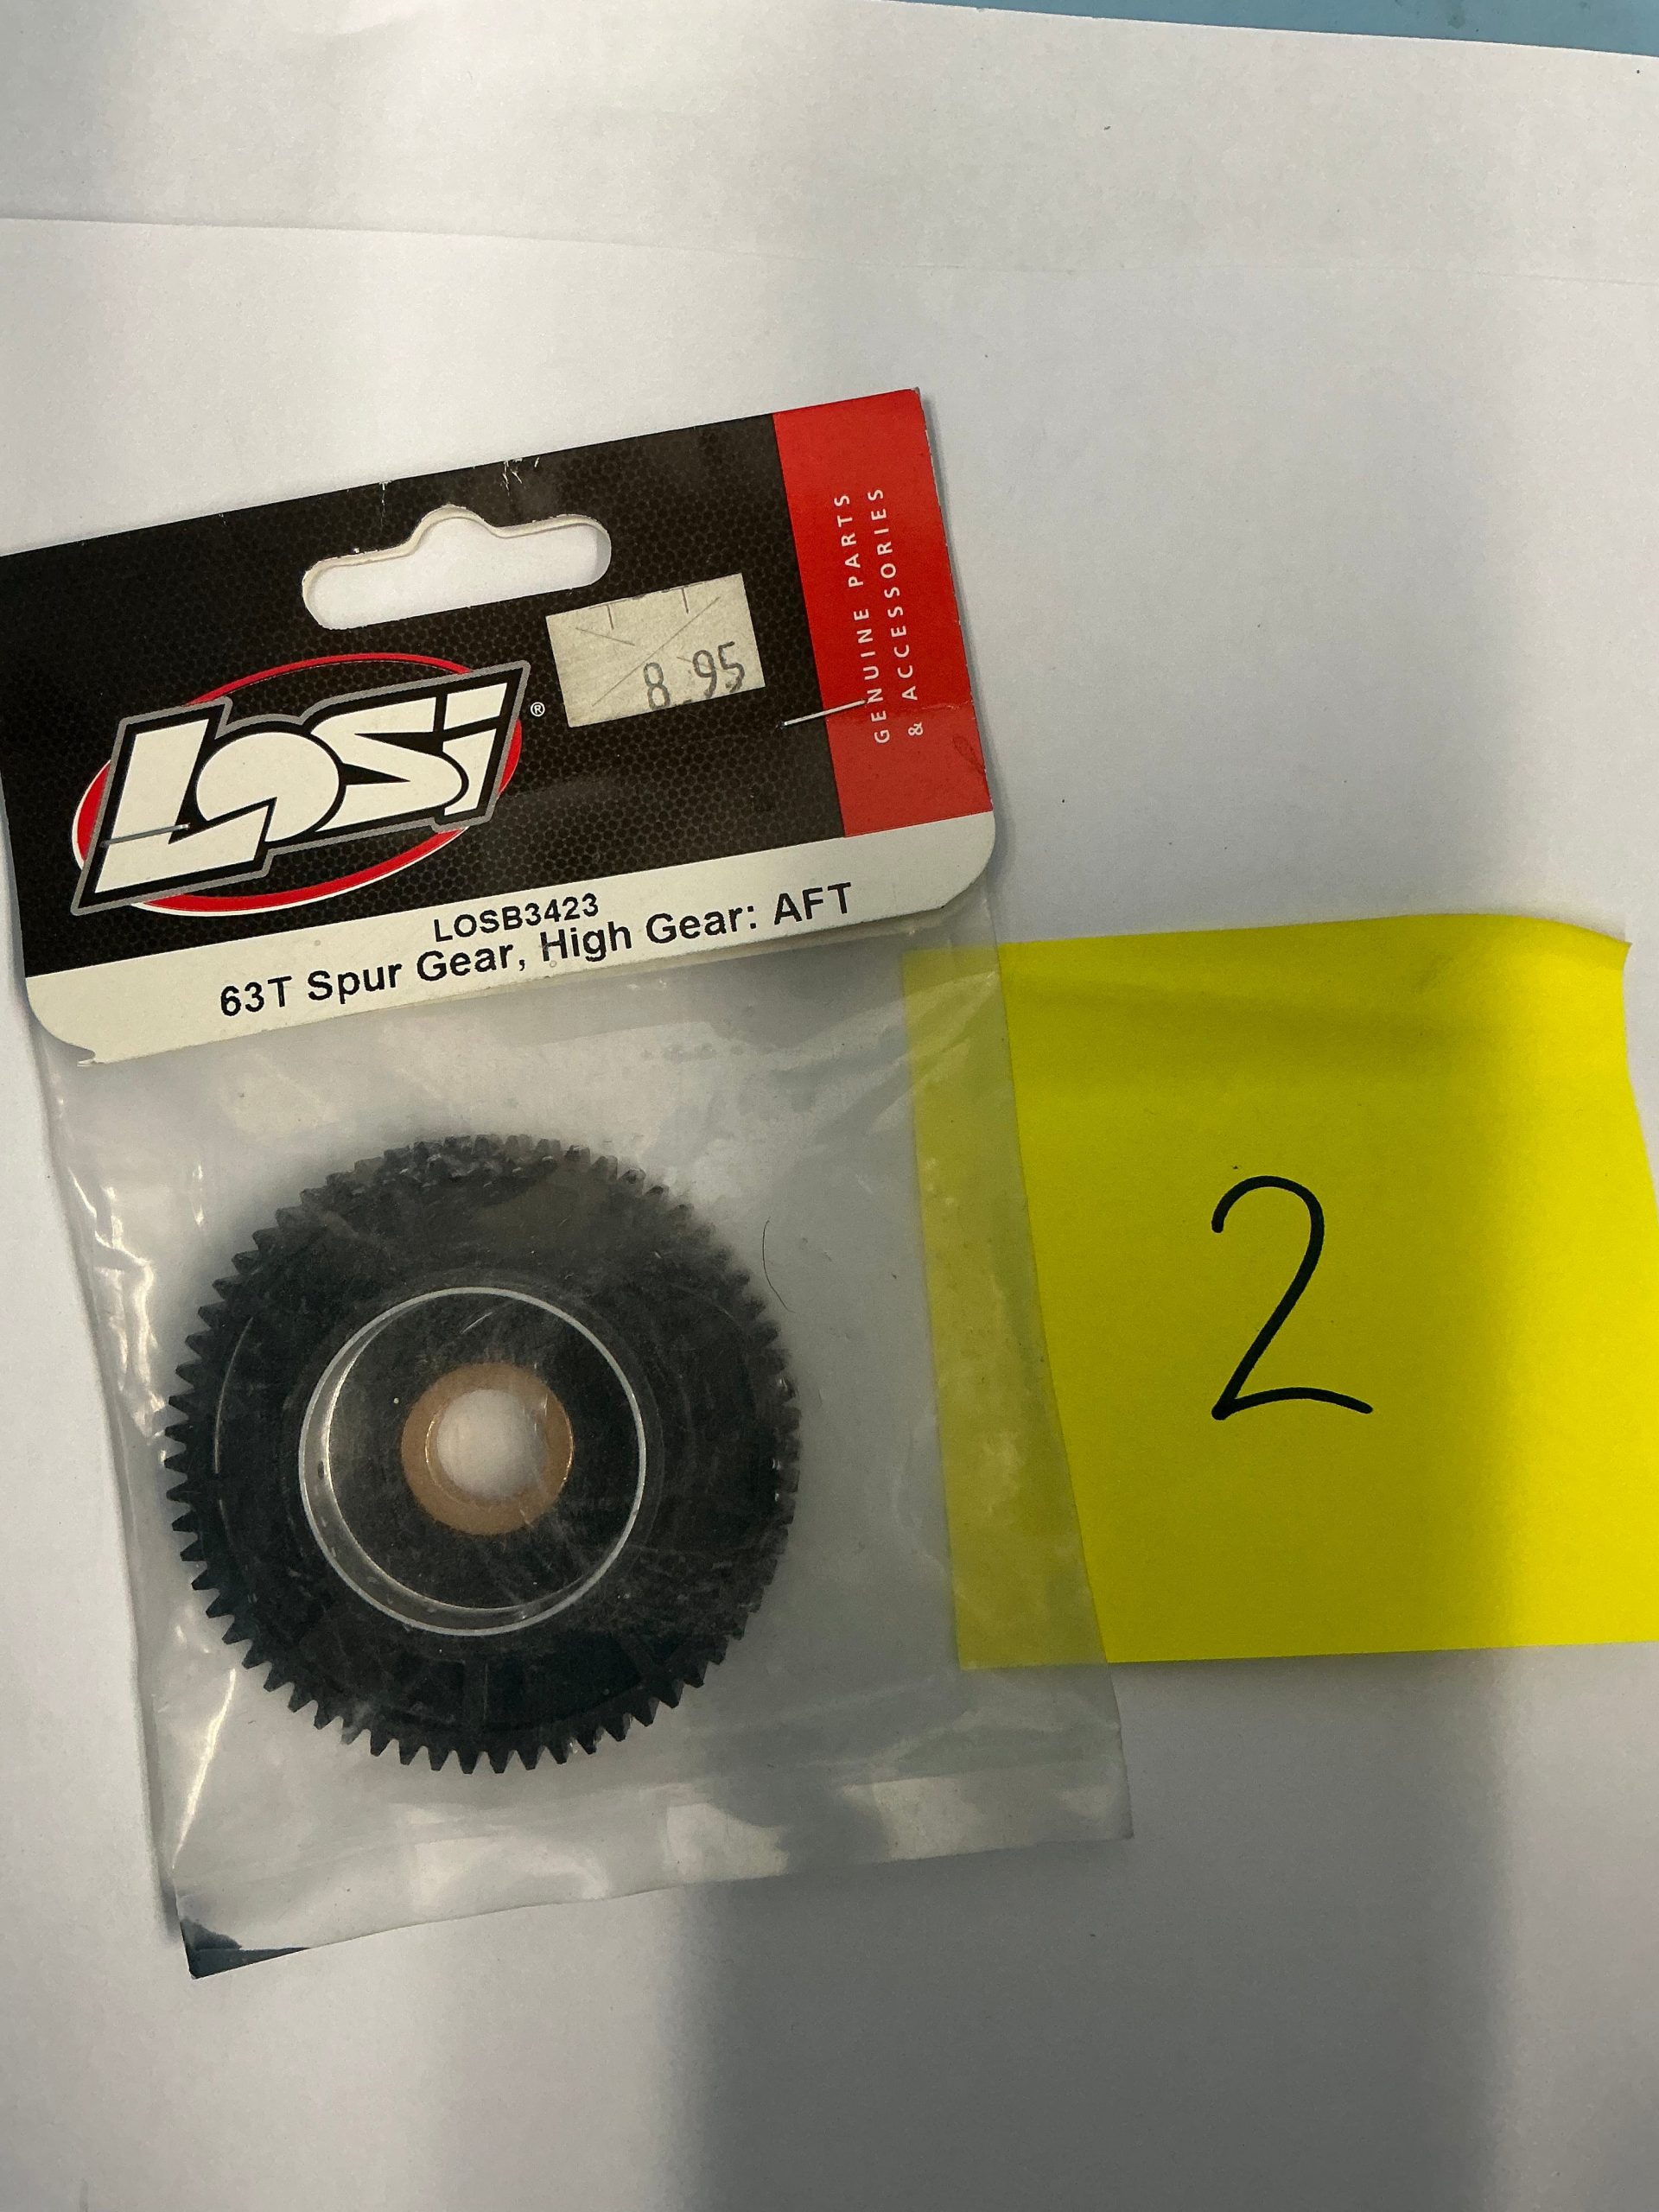 GENUINE PARTS
& ACCESSORIES
8.95
LOSI®
LOSB3423
63T Spur Gear, High Gear: AFT
2